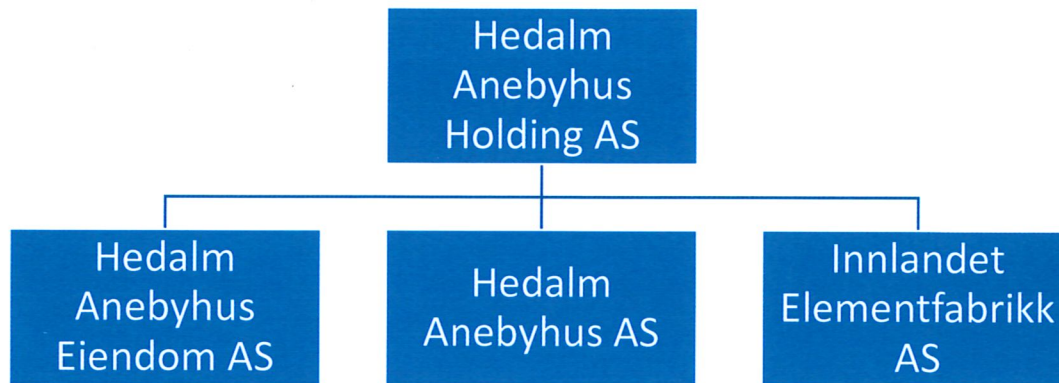 Hedalm
Anebyhus
Holding AS
Hedalm
Anebyhus
Eiendom AS
Hedalm
Anebyhus AS
Innlandet
Elementfabrikk
AS